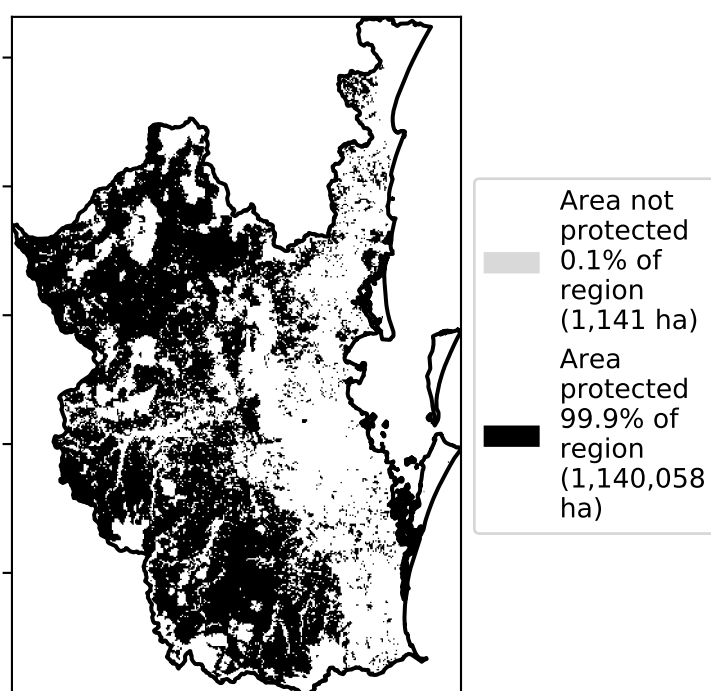 Area not
protected
0.1% of
region
(1,141 ha)
Area
protected
99.9% of
region
(1,140,058
ha)